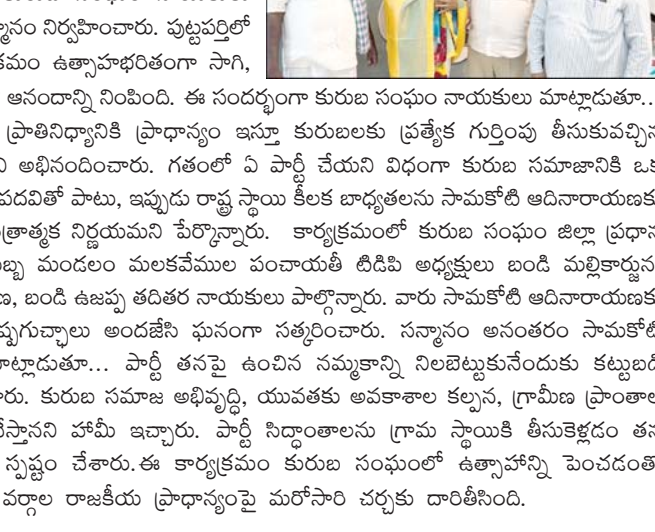 ్మానం నిర్వహించారు. పుట్టపర్తిలో
కమం ఉత్సాహభరితంగా సాగి,
ఆనందాన్ని నింపింది. ఈ సందర్భంగా కురుబ సంఘం నాయకులు మాట్లాడుతూ..
ప్రాతినిధ్యానికి ప్రాధాన్యం ఇస్తూ కురుబలకు ప్రత్యేక గుర్తింపు తీసుకువచ్చిన
ని అభినందించారు. గతంలో ఏ పార్టీ చేయని విధంగా కురుబ సమాజానికి ఒక
పదవితో పాటు, ఇప్పుడు రాష్ట్ర స్థాయి కీలక బాధ్యతలను సామకోటి ఆదినారాయణకు
త్రాత్మక నిర్ణయమని పేర్కొన్నారు. కార్యక్రమంలో కురుబ సంఘం జిల్లా ప్రధాన
బ్బ మండలం మలకవేముల పంచాయతీ టిడిపి అధ్యక్షులు బండి మల్లికార్జున
ణ, బండి ఉజప్ప తదితర నాయకులు పాల్గొన్నారు. వారు సామకోటి ఆదినారాయణకు
ష్పగుచ్ఛాలు అందజేసి ఘనంగా సత్కరించారు. సన్మానం అనంతరం సామకోటి
మాట్లాడుతూ... పార్టీ తనపై ఉంచిన నమ్మకాన్ని నిలబెట్టుకునేందుకు కట్టుబడి
ారు. కురుబ సమాజ అభివృద్ధి, యువతకు అవకాశాల కల్పన, గ్రామీణ ప్రాంతాల
చేస్తానని హామీ ఇచ్చారు. పార్టీ సిద్ధాంతాలను గ్రామ స్థాయికి తీసుకెళ్లడం తన
స్పష్టం చేశారు.ఈ కార్యక్రమం కురుబ సంఘంలో ఉత్సాహాన్ని పెంచడంతో
వర్గాల రాజకీయ ప్రాధాన్యంపై మరోసారి చర్చకు దారితీసింది.